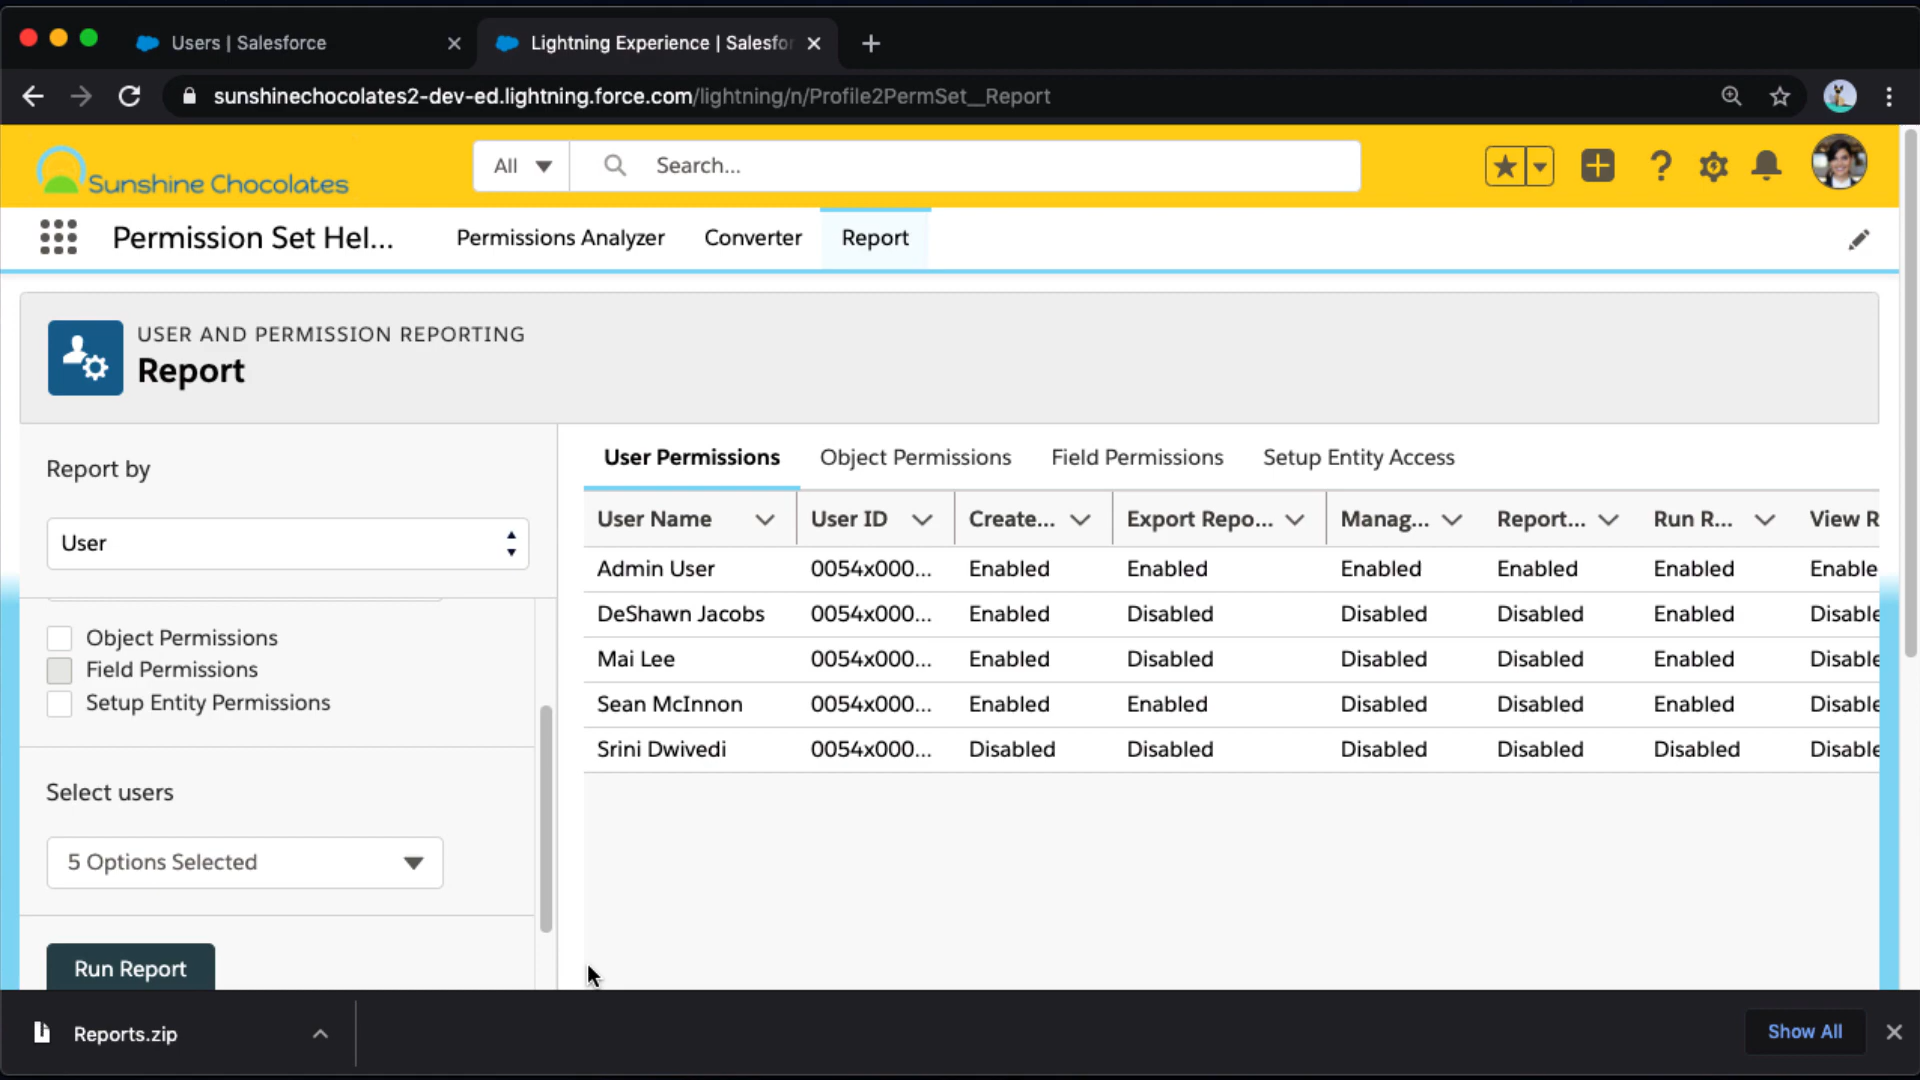 Users | Salesforce
Lightning Experience | Salesfo
sunshinechocolates2-dev-ed.lightning.force.com/lightning/n/Profile2PermSet__Report
Sunshine Chocolates
All
Search...
Permission Set Hel...
Permissions Analyzer
Converter
Report
USER AND PERMISSION REPORTING
Report
Report by
User
Object Permissions
Field Permissions
Setup Entity Permissions
Select users
5 Options Selected
Run Report
User Permissions Object Permissions Field Permissions Setup Entity Access
User Name User ID Create... Export Repo... Manag... Report... Run R... View R
Admin User 0054x000... Enabled Enabled Enabled Enabled Enabled Enable
DeShawn Jacobs 0054x000... Enabled Disabled Disabled Disabled Enabled Disable
Mai Lee 0054x000... Enabled Disabled Disabled Disabled Enabled Disable
Sean McInnon 0054x000... Enabled Enabled Disabled Disabled Enabled Disable
Srini Dwivedi 0054x000... Disabled Disabled Disabled Disabled Disabled Disable
Reports.zip
Show All